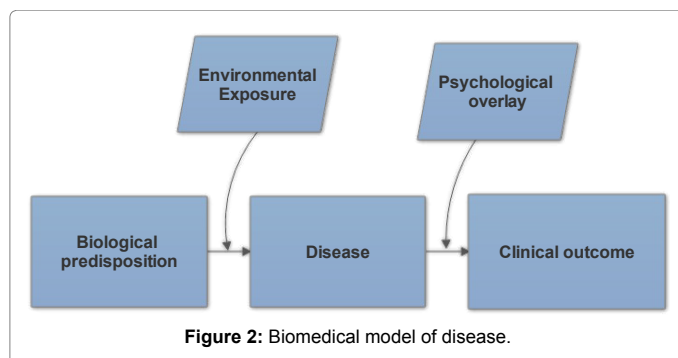 Environmental
Exposure
Psychological
overlay
Biological
predisposition
Disease
Clinical outcome
Figure 2: Biomedical model of disease.